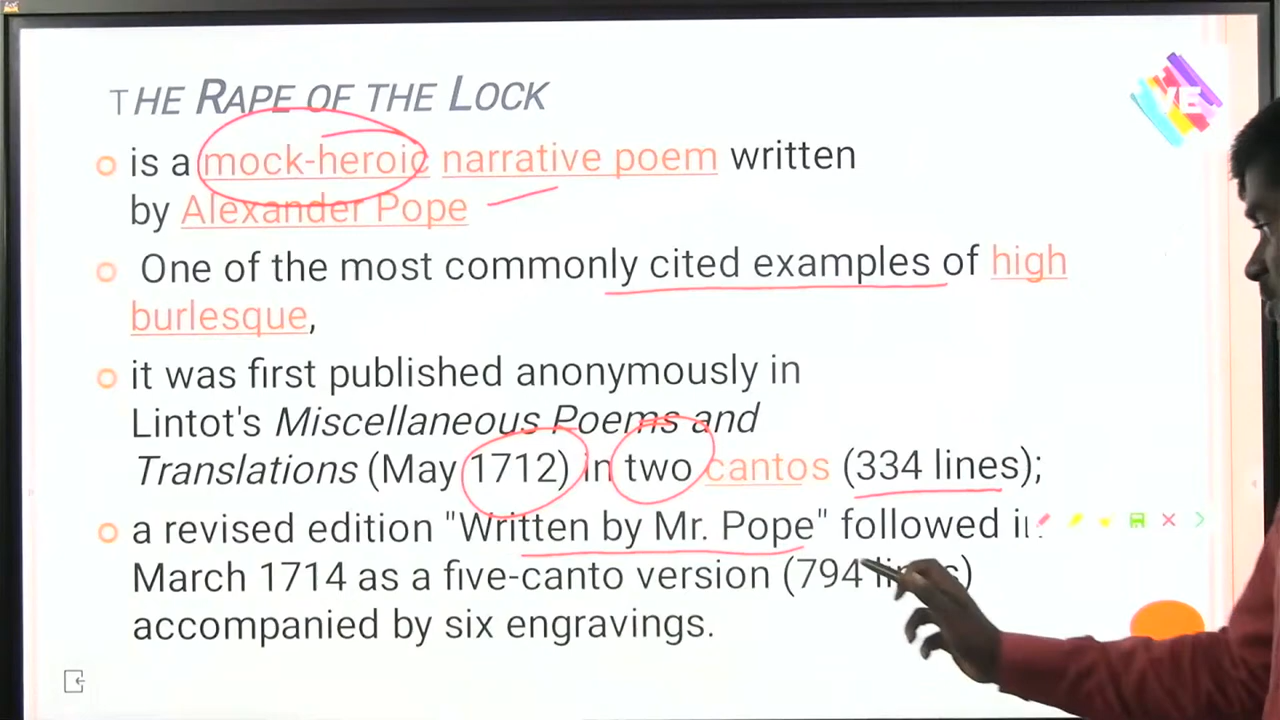 THE RAPE OF THE LOCK
YE
is a mock-heroic narrative poem written
by Alexander Pope
One of the most commonly cited examples of high
burlesque,
it was first published anonymously in
Lintot's Miscellaneous Poems and
Translations (May 1712) in two cantos (334 lines);
a revised edition "Written by Mr. Pope" followed in
March 1714 as a five-canto version (794 lines)
accompanied by six engravings.